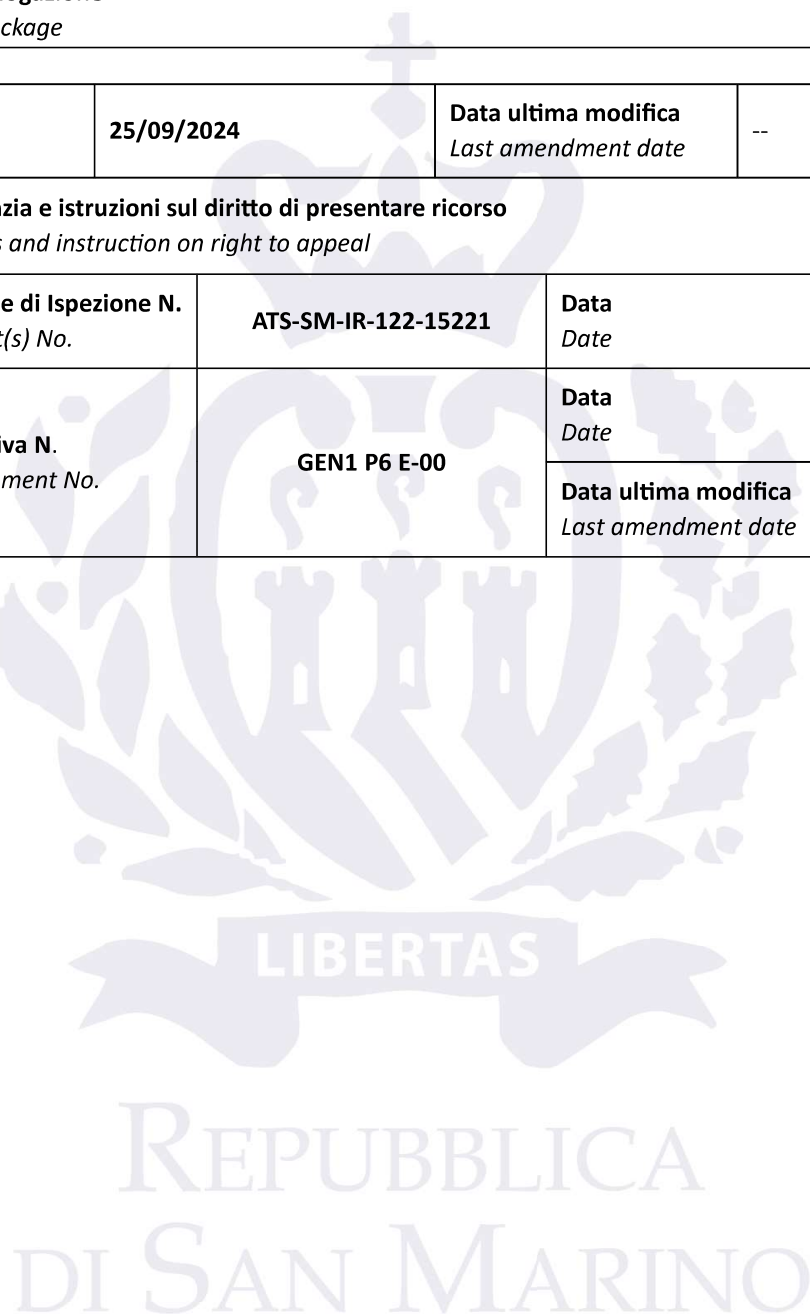 ckage
25/09/2024
Data ultima modifica
Last amendment date
--
zia e istruzioni sul diritto di presentare ricorso
s and instruction on right to appeal
e di Ispezione N.
t(s) No.
ATS-SM-IR-122-15221
Data
Date
iva N.
ment No.
GEN1 P6 E-00
Data
Date
Data ultima modifica
Last amendment date
LIBERTAS
REPUBBLICA
DI SAN MARINO